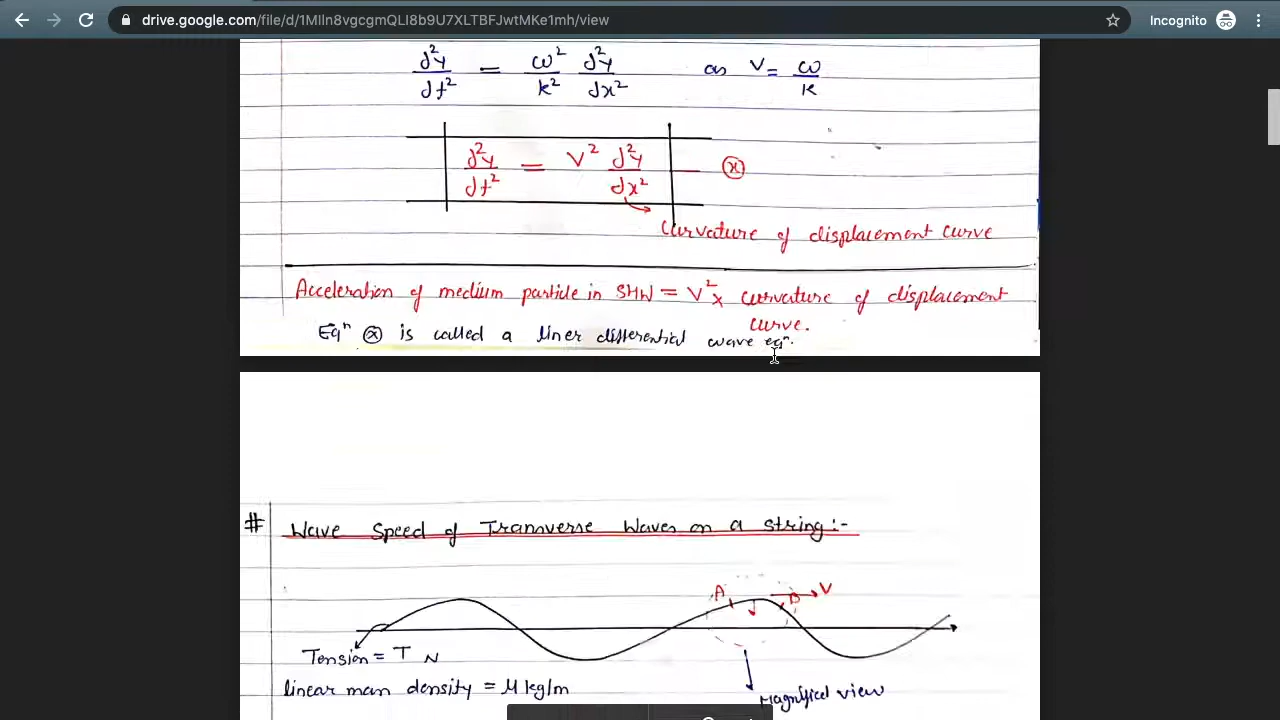 drive.google.com/file/d/1MIln8vgcgmQLI8b9U7XLTBFJwtMKe1mh/view
Incognito
d²y/dt² = ω²/k² d²y/dx² as V = ω/k
d²y/dt² = V² d²y/dx² ⓧ
Curvature of displacement curve
Acceleration of medium particle in SHW = V² x curvature of displacement
curve.
Eqⁿ ⓧ is called a liner differential wave eqⁿ.
# Wave Speed of Transverse Waves on a string:-
A B V
Tension = T N
linear mass density = μ kg/m
Magnified view